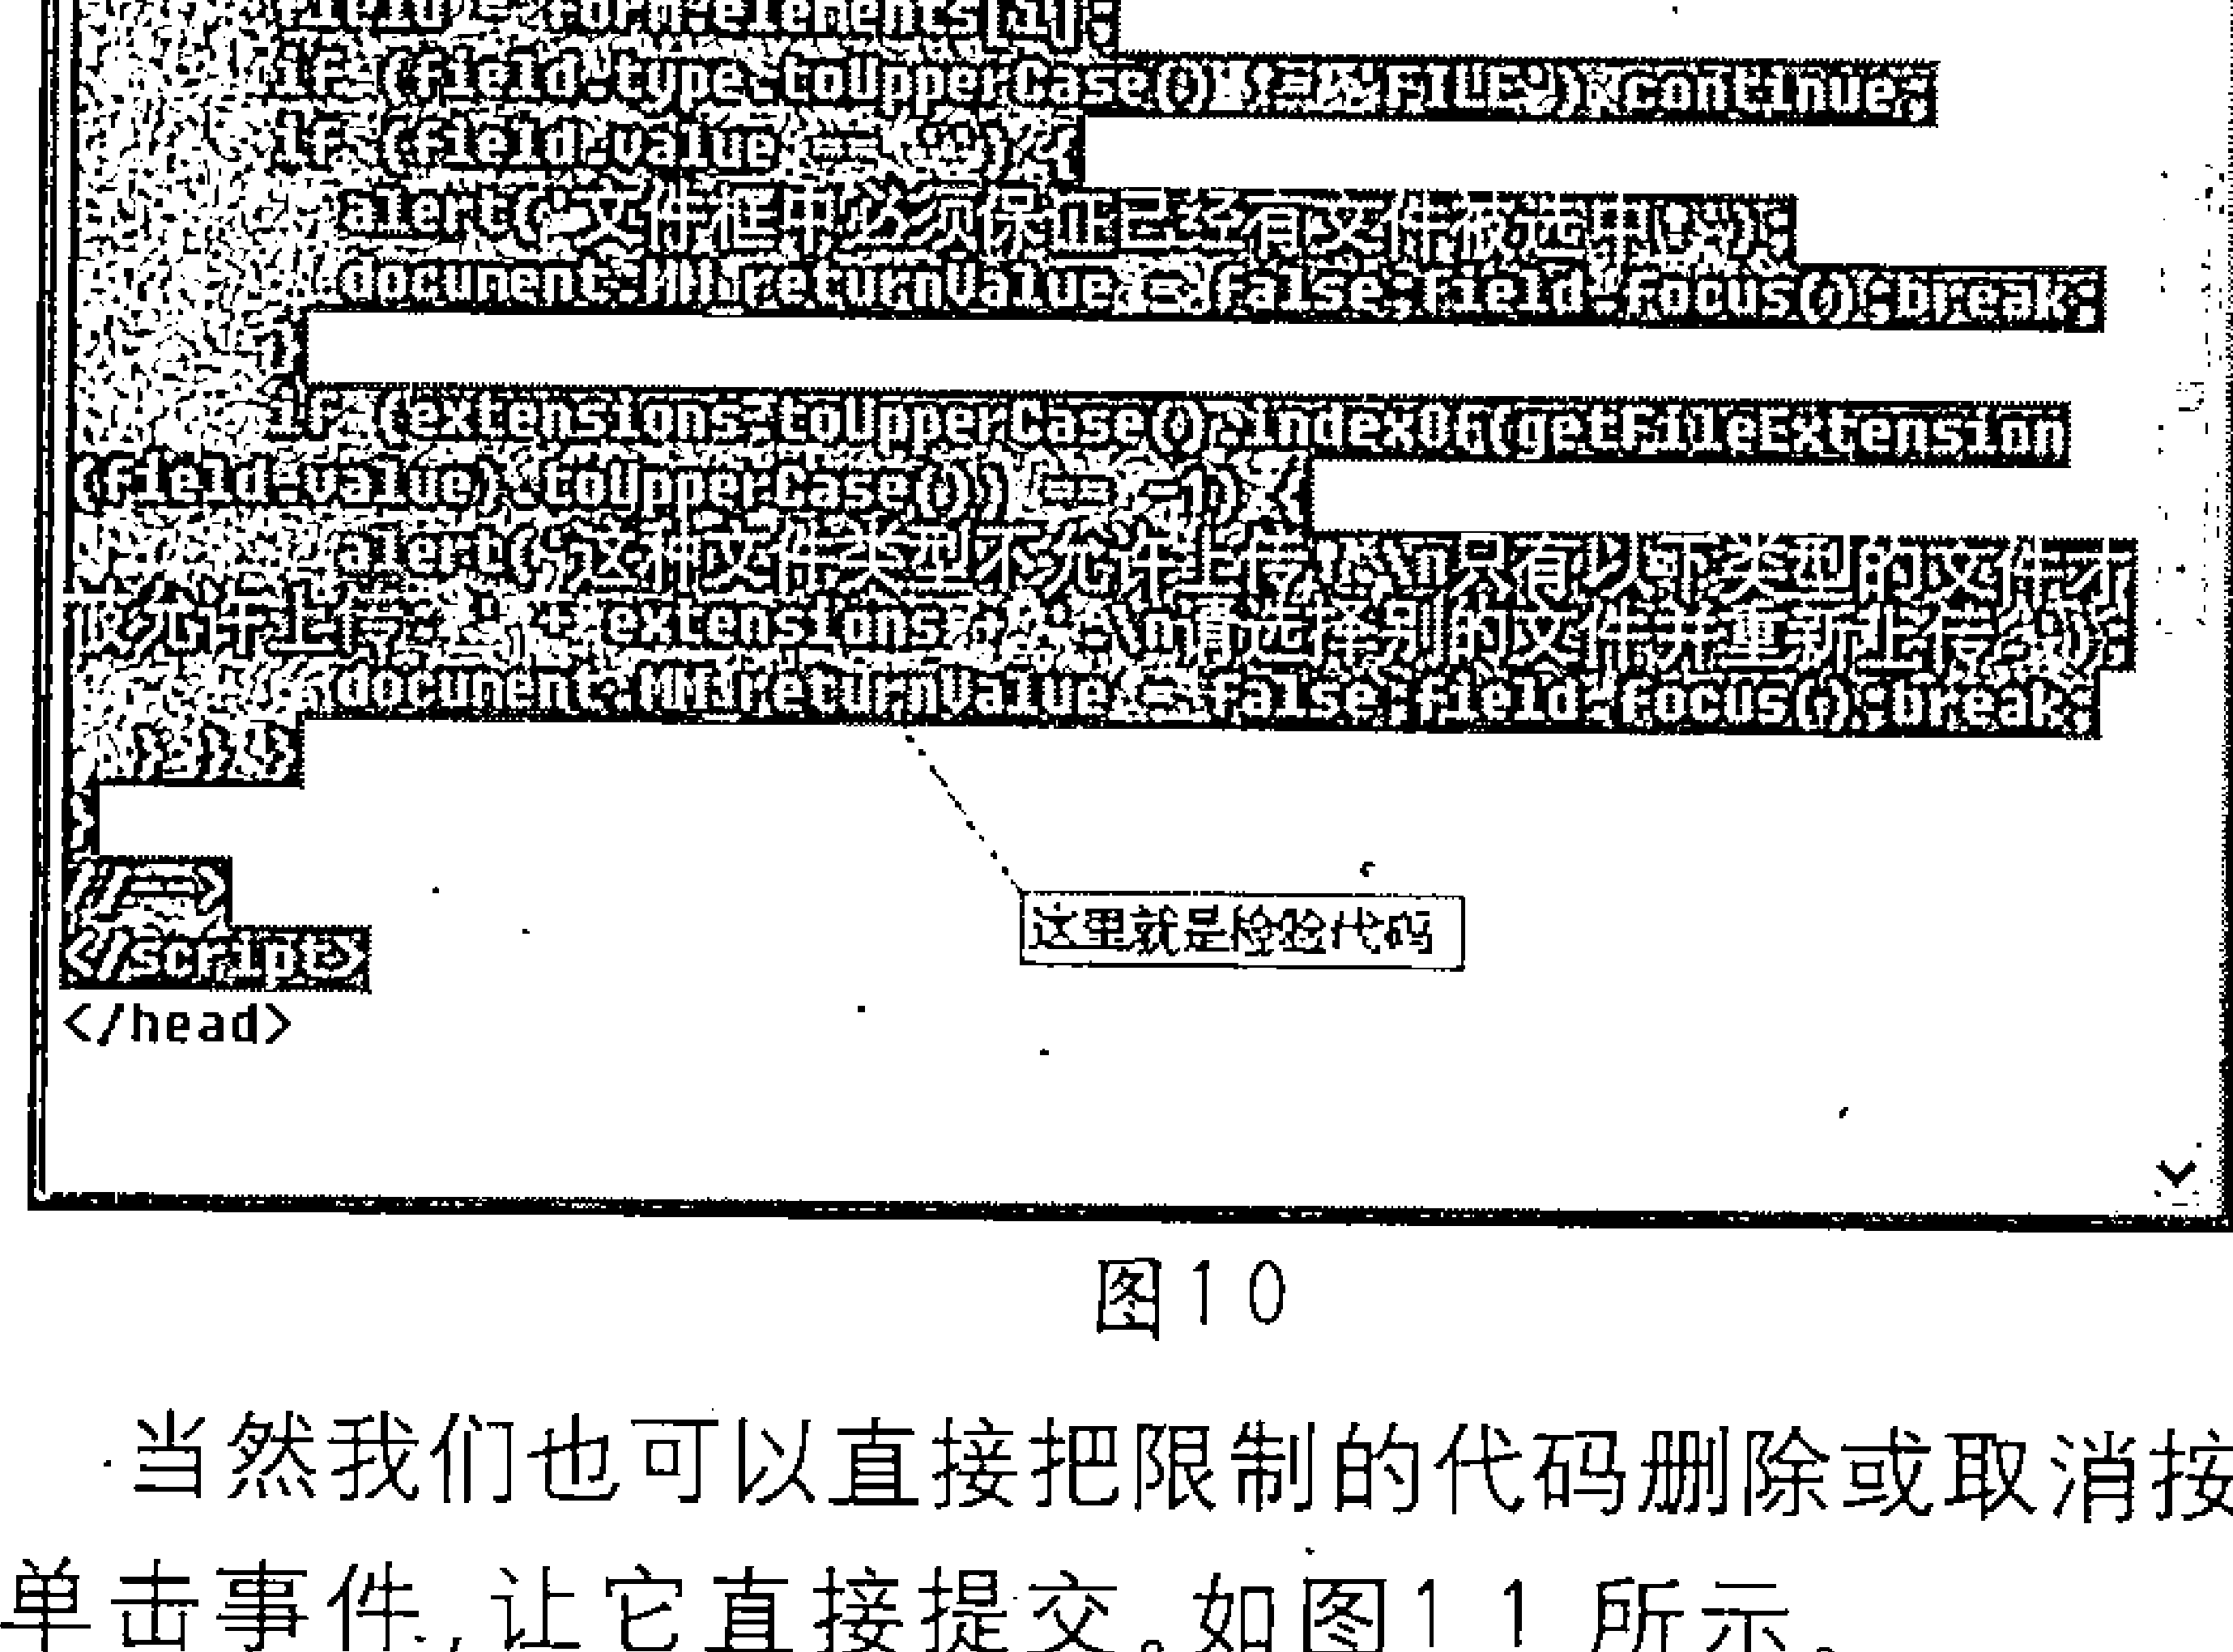 field = form.elements[i];
if (field.type.toUpperCase() != 'FILE') continue;
if (field.value == '') {
alert('文件框中必须保证已经有文件被选中!');
document.MM_returnValue = false;field.focus();break;
}
if (extensions.toUpperCase().indexOf(getFileExtension
(field.value).toUpperCase()) == -1) {
alert('这种文件类型不允许上传!\n只有以下类型的文件才
被允许上传: ' + extensions + '.\n请选择别的文件并重新上传.');
document.MM_returnValue = false;field.focus();break;
} } } }
}
//-->
</script>
</head>
这里就是检验代码
图10
当然我们也可以直接把限制的代码删除或取消按
单击事件,让它直接提交。如图11所示。